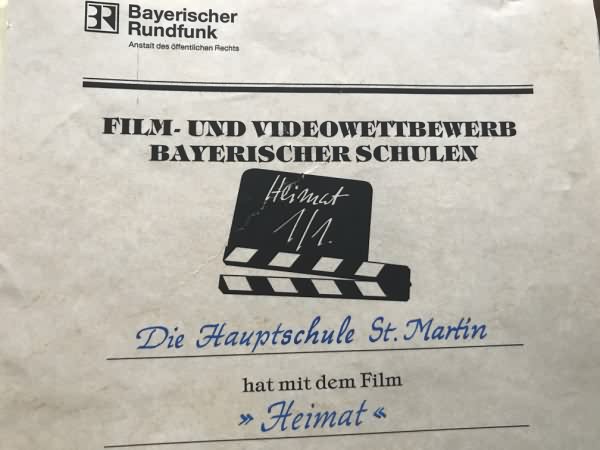 BR
Bayerischer
Rundfunk
Anstalt des öffentlichen Rechts
FILM- UND VIDEOWETTBEWERB
BAYERISCHER SCHULEN
Heimat
1/1.
Die Hauptschule St. Martin
hat mit dem Film
»Heimat«